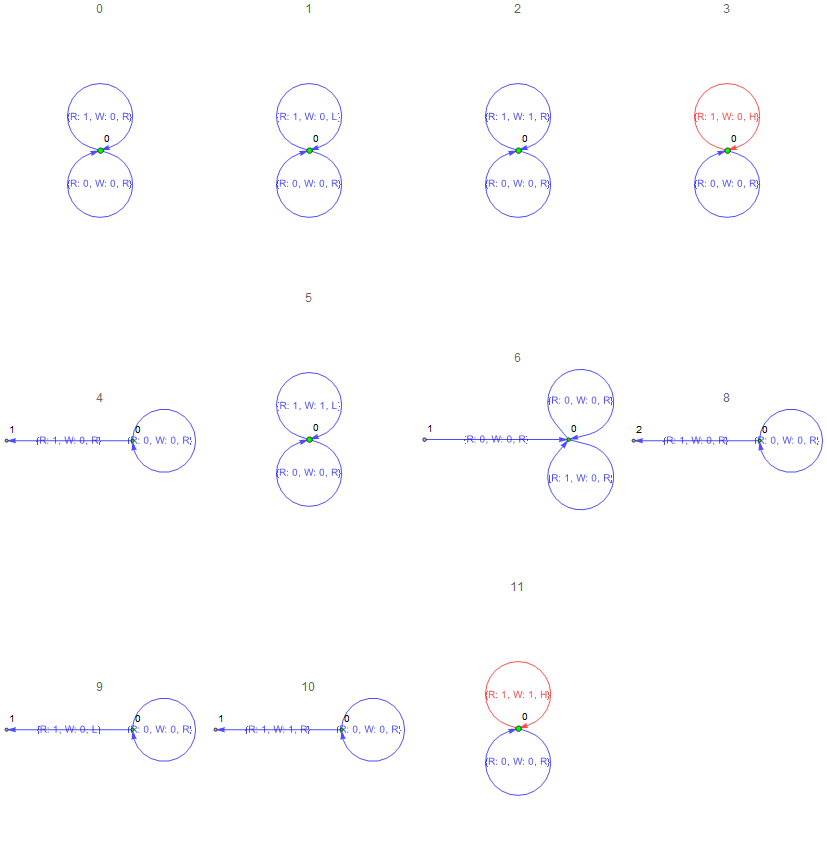 0 1 2 3
{R: 1, W: 0, R} {R: 1, W: 0, L} {R: 1, W: 1, R} {R: 1, W: 0, H}
0 0 0 0
{R: 0, W: 0, R} {R: 0, W: 0, R} {R: 0, W: 0, R} {R: 0, W: 0, R}
5
6
4 8
{R: 1, W: 1, L} {R: 0, W: 0, R}
1 0 0 1 0 2 0
{R: 1, W: 0, R} {R: 0, W: 0, R} {R: 0, W: 0, R} {R: 1, W: 0, R} {R: 0, W: 0, R}
{R: 0, W: 0, R} {R: 1, W: 0, R}
11
9 10
{R: 1, W: 1, H}
1 0 1 0 0
{R: 1, W: 0, L} {R: 0, W: 0, R} {R: 1, W: 1, R} {R: 0, W: 0, R}
{R: 0, W: 0, R}